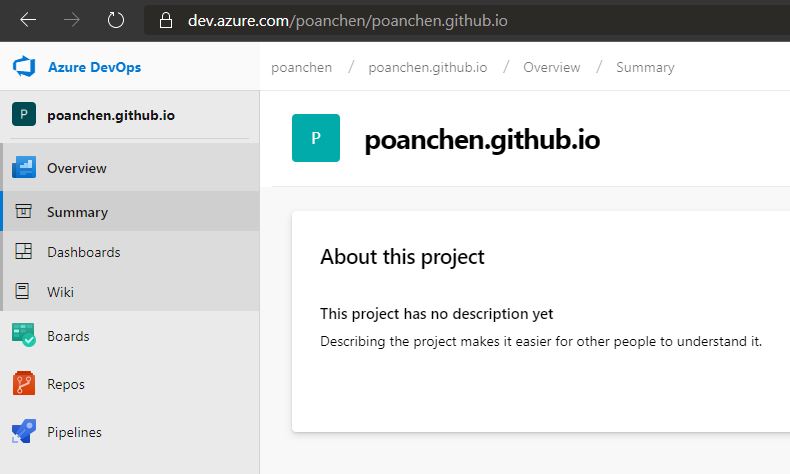 dev.azure.com/poanchen/poanchen.github.io
Azure DevOps
poanchen / poanchen.github.io / Overview / Summary
P poanchen.github.io
P poanchen.github.io
Overview
Summary
Dashboards
Wiki
Boards
Repos
Pipelines
About this project
This project has no description yet
Describing the project makes it easier for other people to understand it.